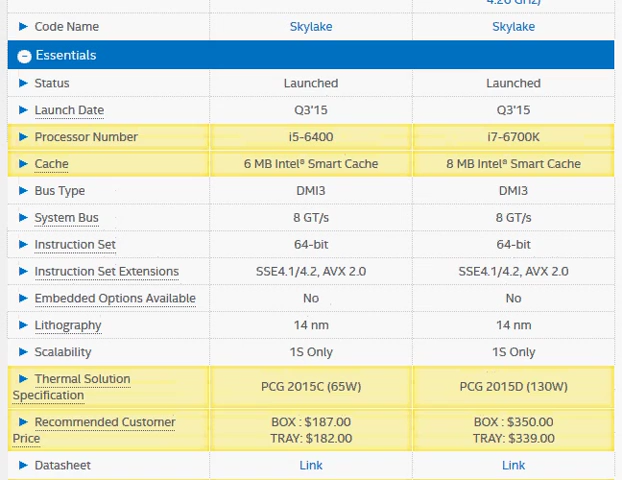 4.20 GHz)
Code Name Skylake Skylake
Essentials
Status Launched Launched
Launch Date Q3'15 Q3'15
Processor Number i5-6400 i7-6700K
Cache 6 MB Intel® Smart Cache 8 MB Intel® Smart Cache
Bus Type DMI3 DMI3
System Bus 8 GT/s 8 GT/s
Instruction Set 64-bit 64-bit
Instruction Set Extensions SSE4.1/4.2, AVX 2.0 SSE4.1/4.2, AVX 2.0
Embedded Options Available No No
Lithography 14 nm 14 nm
Scalability 1S Only 1S Only
Thermal Solution
Specification PCG 2015C (65W) PCG 2015D (130W)
Recommended Customer BOX : $187.00 BOX : $350.00
Price TRAY: $182.00 TRAY: $339.00
Datasheet Link Link